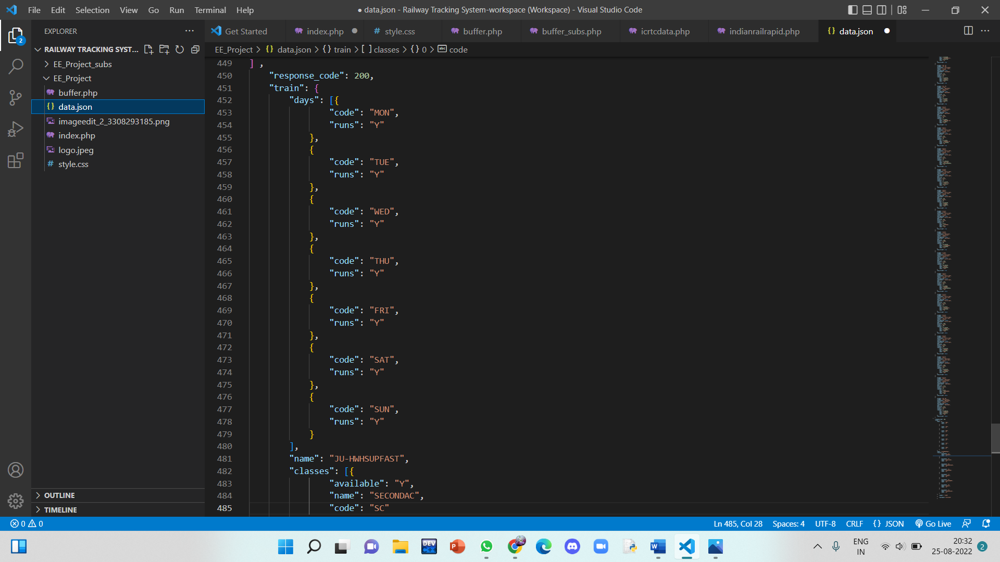 File Edit Selection View Go Run Terminal Help
● data.json - Railway Tracking System-workspace (Workspace) - Visual Studio Code
EXPLORER
Get Started index.php style.css buffer.php buffer_subs.php icrtcdata.php indianrailrapid.php data.json
RAILWAY TRACKING SYST...
EE_Project > data.json > train > classes > 0 > code
EE_Project_subs
EE_Project
buffer.php
data.json
imageedit_2_3308293185.png
index.php
logo.jpeg
style.css
449 ] ,
450 "response_code": 200,
451 "train": {
452 "days": [{
453 "code": "MON",
454 "runs": "Y"
455 },
456 {
457 "code": "TUE",
458 "runs": "Y"
459 },
460 {
461 "code": "WED",
462 "runs": "Y"
463 },
464 {
465 "code": "THU",
466 "runs": "Y"
467 },
468 {
469 "code": "FRI",
470 "runs": "Y"
471 },
472 {
473 "code": "SAT",
474 "runs": "Y"
475 },
476 {
477 "code": "SUN",
478 "runs": "Y"
479 }
480 ],
481 "name": "JU-HWHSUPFAST",
482 "classes": [{
483 "available": "Y",
484 "name": "SECONDAC",
485 "code": "SC"
2
OUTLINE
TIMELINE
0 0
Ln 485, Col 28 Spaces: 4 UTF-8 CRLF {} JSON Go Live
DEV C++
ENG
IN
20:32
25-08-2022
2